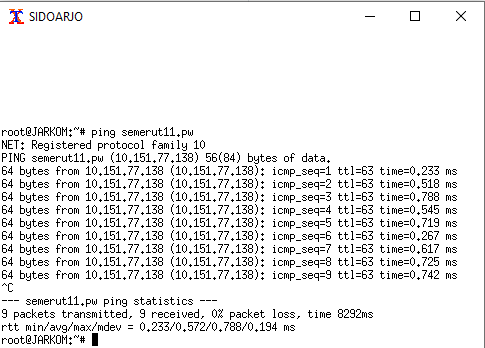 SIDOARJO
root@JARKOM:~# ping semerut11.pw
NET: Registered protocol family 10
PING semerut11.pw (10.151.77.138) 56(84) bytes of data.
64 bytes from 10.151.77.138 (10.151.77.138): icmp_seq=1 ttl=63 time=0.233 ms
64 bytes from 10.151.77.138 (10.151.77.138): icmp_seq=2 ttl=63 time=0.518 ms
64 bytes from 10.151.77.138 (10.151.77.138): icmp_seq=3 ttl=63 time=0.788 ms
64 bytes from 10.151.77.138 (10.151.77.138): icmp_seq=4 ttl=63 time=0.545 ms
64 bytes from 10.151.77.138 (10.151.77.138): icmp_seq=5 ttl=63 time=0.719 ms
64 bytes from 10.151.77.138 (10.151.77.138): icmp_seq=6 ttl=63 time=0.267 ms
64 bytes from 10.151.77.138 (10.151.77.138): icmp_seq=7 ttl=63 time=0.617 ms
64 bytes from 10.151.77.138 (10.151.77.138): icmp_seq=8 ttl=63 time=0.725 ms
64 bytes from 10.151.77.138 (10.151.77.138): icmp_seq=9 ttl=63 time=0.742 ms
^C
--- semerut11.pw ping statistics ---
9 packets transmitted, 9 received, 0% packet loss, time 8292ms
rtt min/avg/max/mdev = 0.233/0.572/0.788/0.194 ms
root@JARKOM:~#